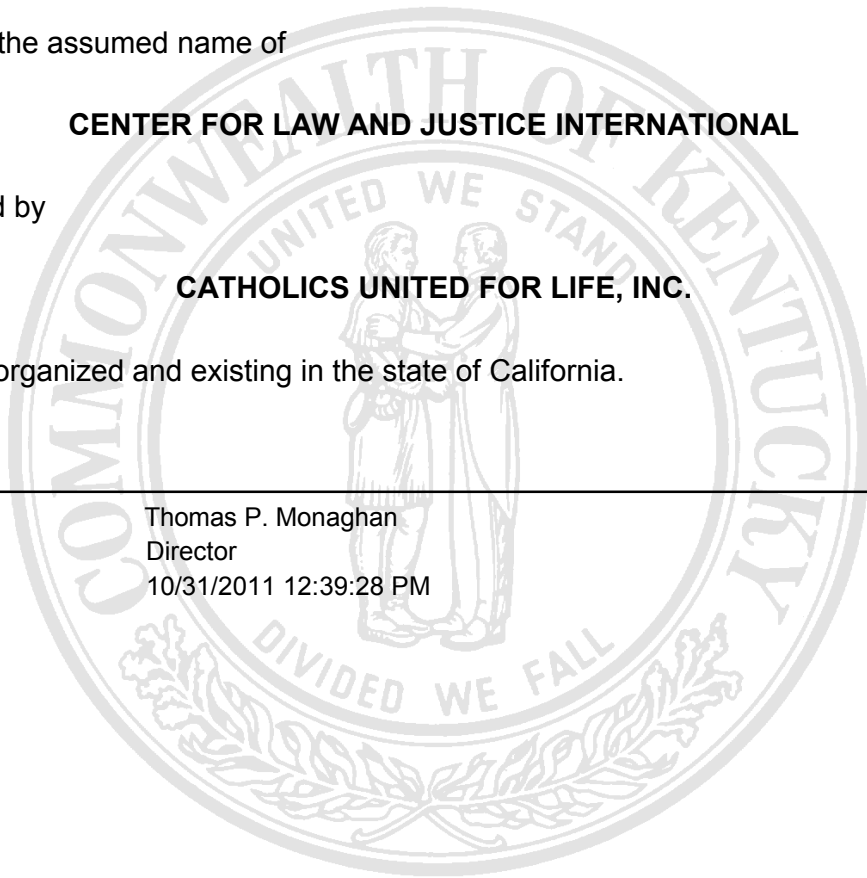 the assumed name of
CENTER FOR LAW AND JUSTICE INTERNATIONAL
d by
CATHOLICS UNITED FOR LIFE, INC.
organized and existing in the state of California.
Thomas P. Monaghan
Director
10/31/2011 12:39:28 PM
COMMONWEALTH OF KENTUCKY
UNITED WE STAND
DIVIDED WE FALL